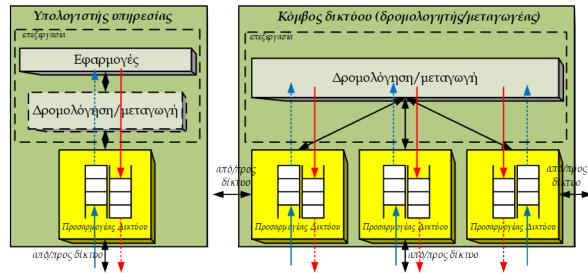 Υπολογιστής υπηρεσίας
επεξεργασία
Εφαρμογές
Δρομολόγηση/μεταγωγή
Προσαρμογέας Δικτύου
από/προς δίκτυο
Κόμβος δικτύου (δρομολογητής/μεταγωγέας)
επεξεργασία
Δρομολόγηση/μεταγωγή
από/προς
δίκτυο
Προσαρμογέας Δικτύου
Προσαρμογέας Δικτύου
Προσαρμογέας Δικτύου
από/προς
δίκτυο
από/προς δίκτυο